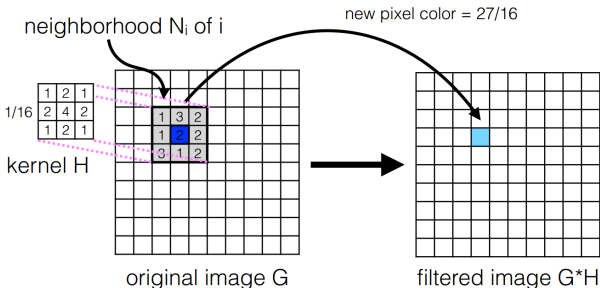 new pixel color = 27/16
neighborhood Nᵢ of i
1 2 1
1/16 2 4 2
1 2 1
kernel H
1 3 2
1 2 2
3 1 2
original image G
filtered image G*H